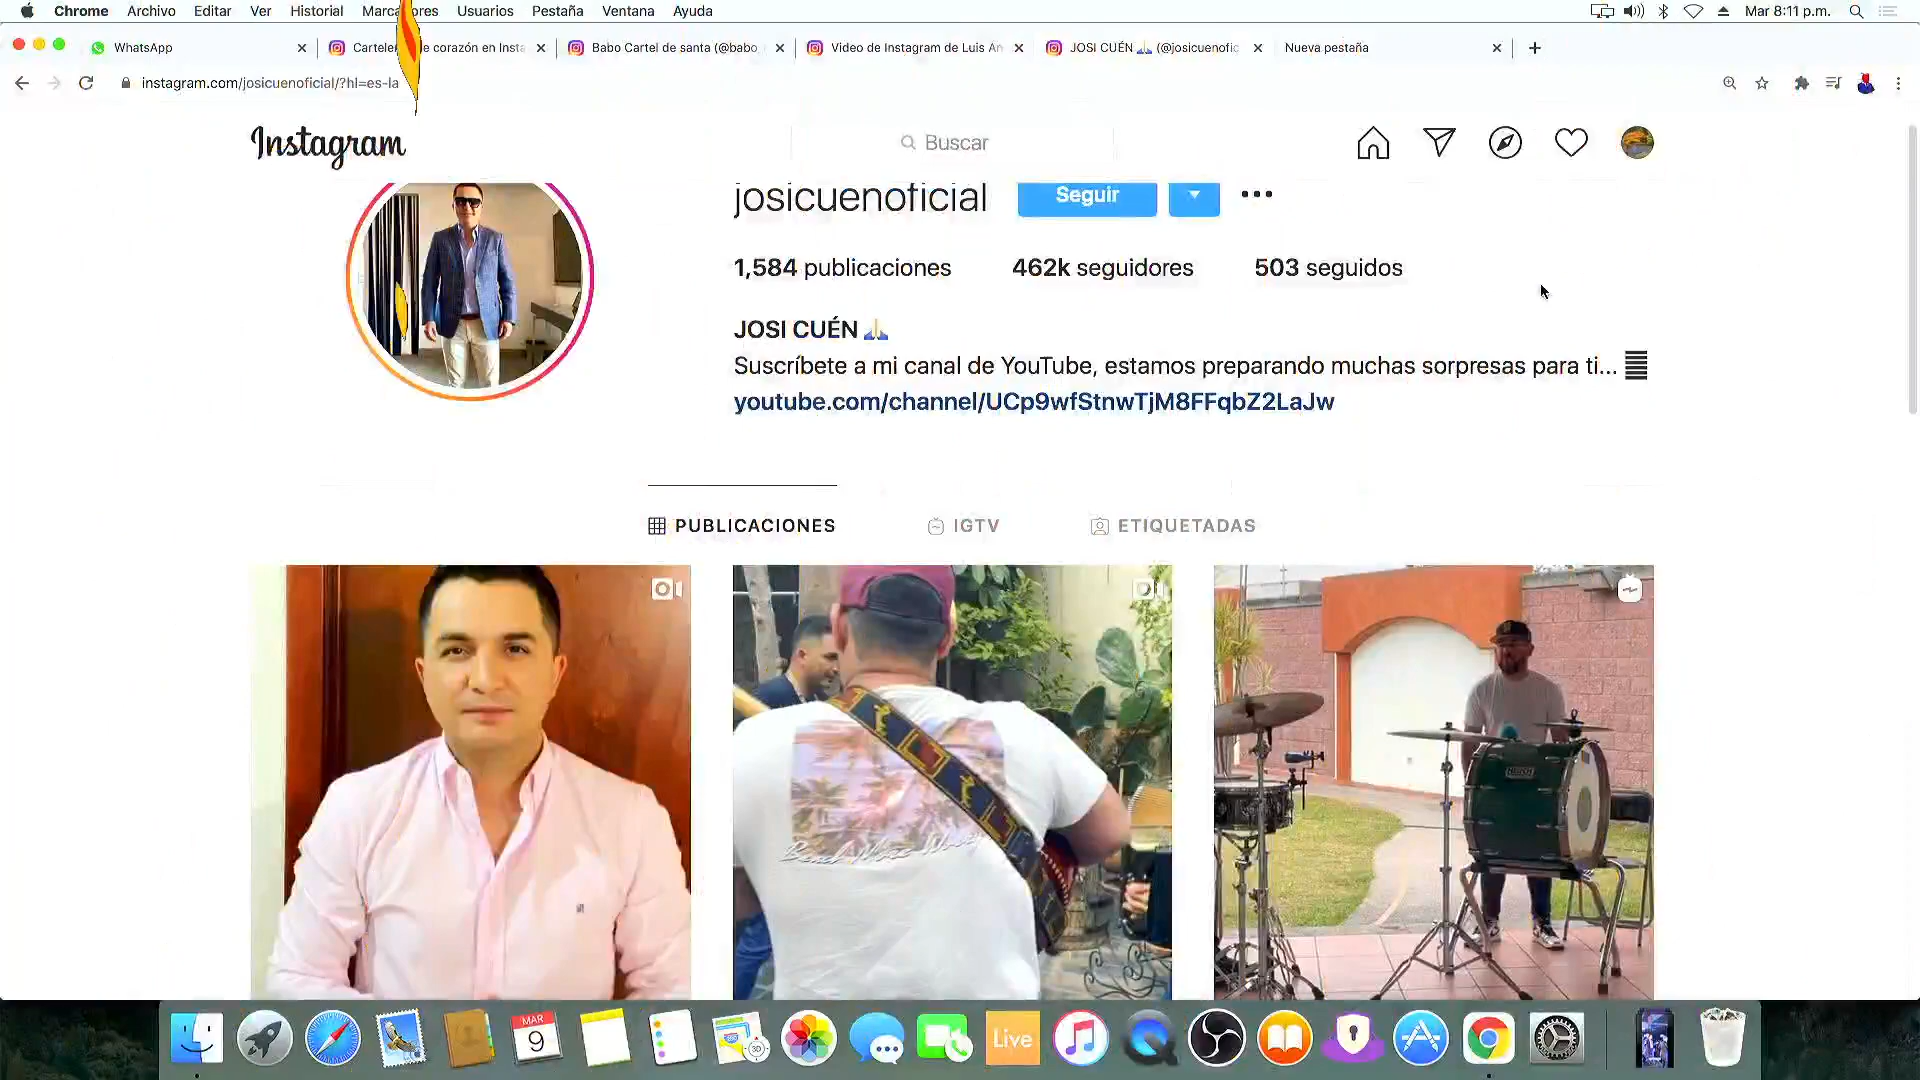 Chrome Archivo Editar Ver Historial Usuarios Pestaña Ventana Ayuda Mar 8:11 p.m.
WhatsApp
de corazón en Insta
Babo Cartel de santa (@babo_
Video de Instagram de Luis An
JOSI CUÉN 🙏 (@josicuenofic
Nueva pestaña
instagram.com/josicuenoficial/?hl=es-la
Instagram
Buscar
josicuenoficial Seguir
1,584 publicaciones 462k seguidores 503 seguidos
JOSI CUÉN 🙏
Suscríbete a mi canal de YouTube, estamos preparando muchas sorpresas para ti...
youtube.com/channel/UCp9wfStnwTjM8FFqbZ2LaJw
PUBLICACIONES IGTV ETIQUETADAS
MAR
9
3D
Live